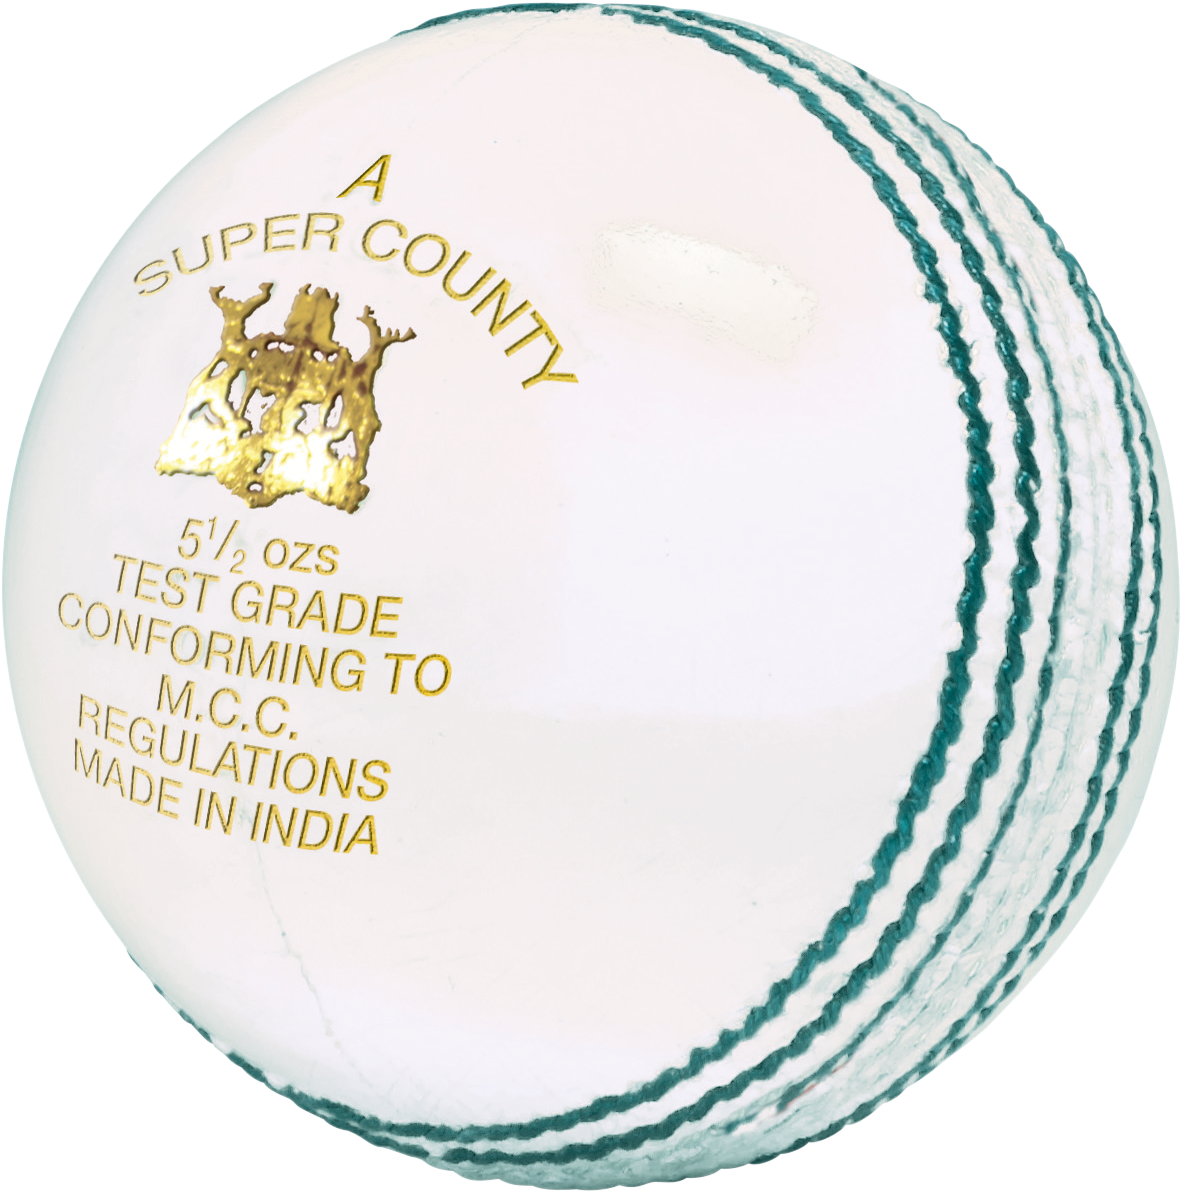 A
SUPER COUNTY
5½ OZS
TEST GRADE
CONFORMING TO
M.C.C.
REGULATIONS
MADE IN INDIA